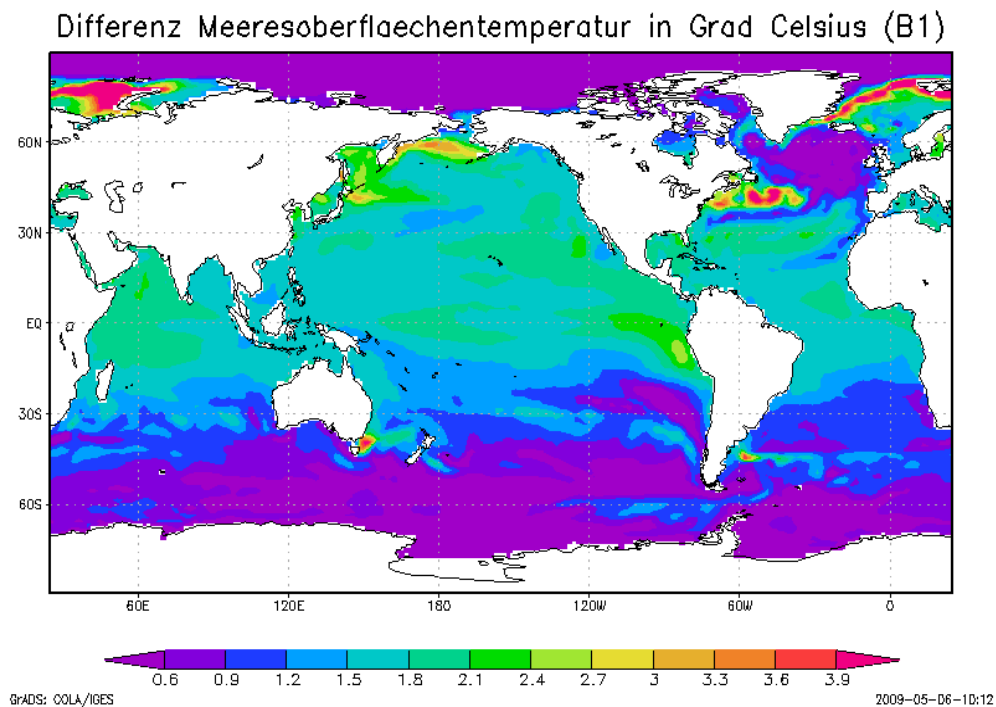 Differenz Meeresoberflaechentemperatur in Grad Celsius (B1)
60N
30N
EQ
30S
60S
60E 120E 180 120W 60W 0
0.6 0.9 1.2 1.5 1.8 2.1 2.4 2.7 3 3.3 3.6 3.9
GrADS: COLA/IGES 2009-05-06-10:12